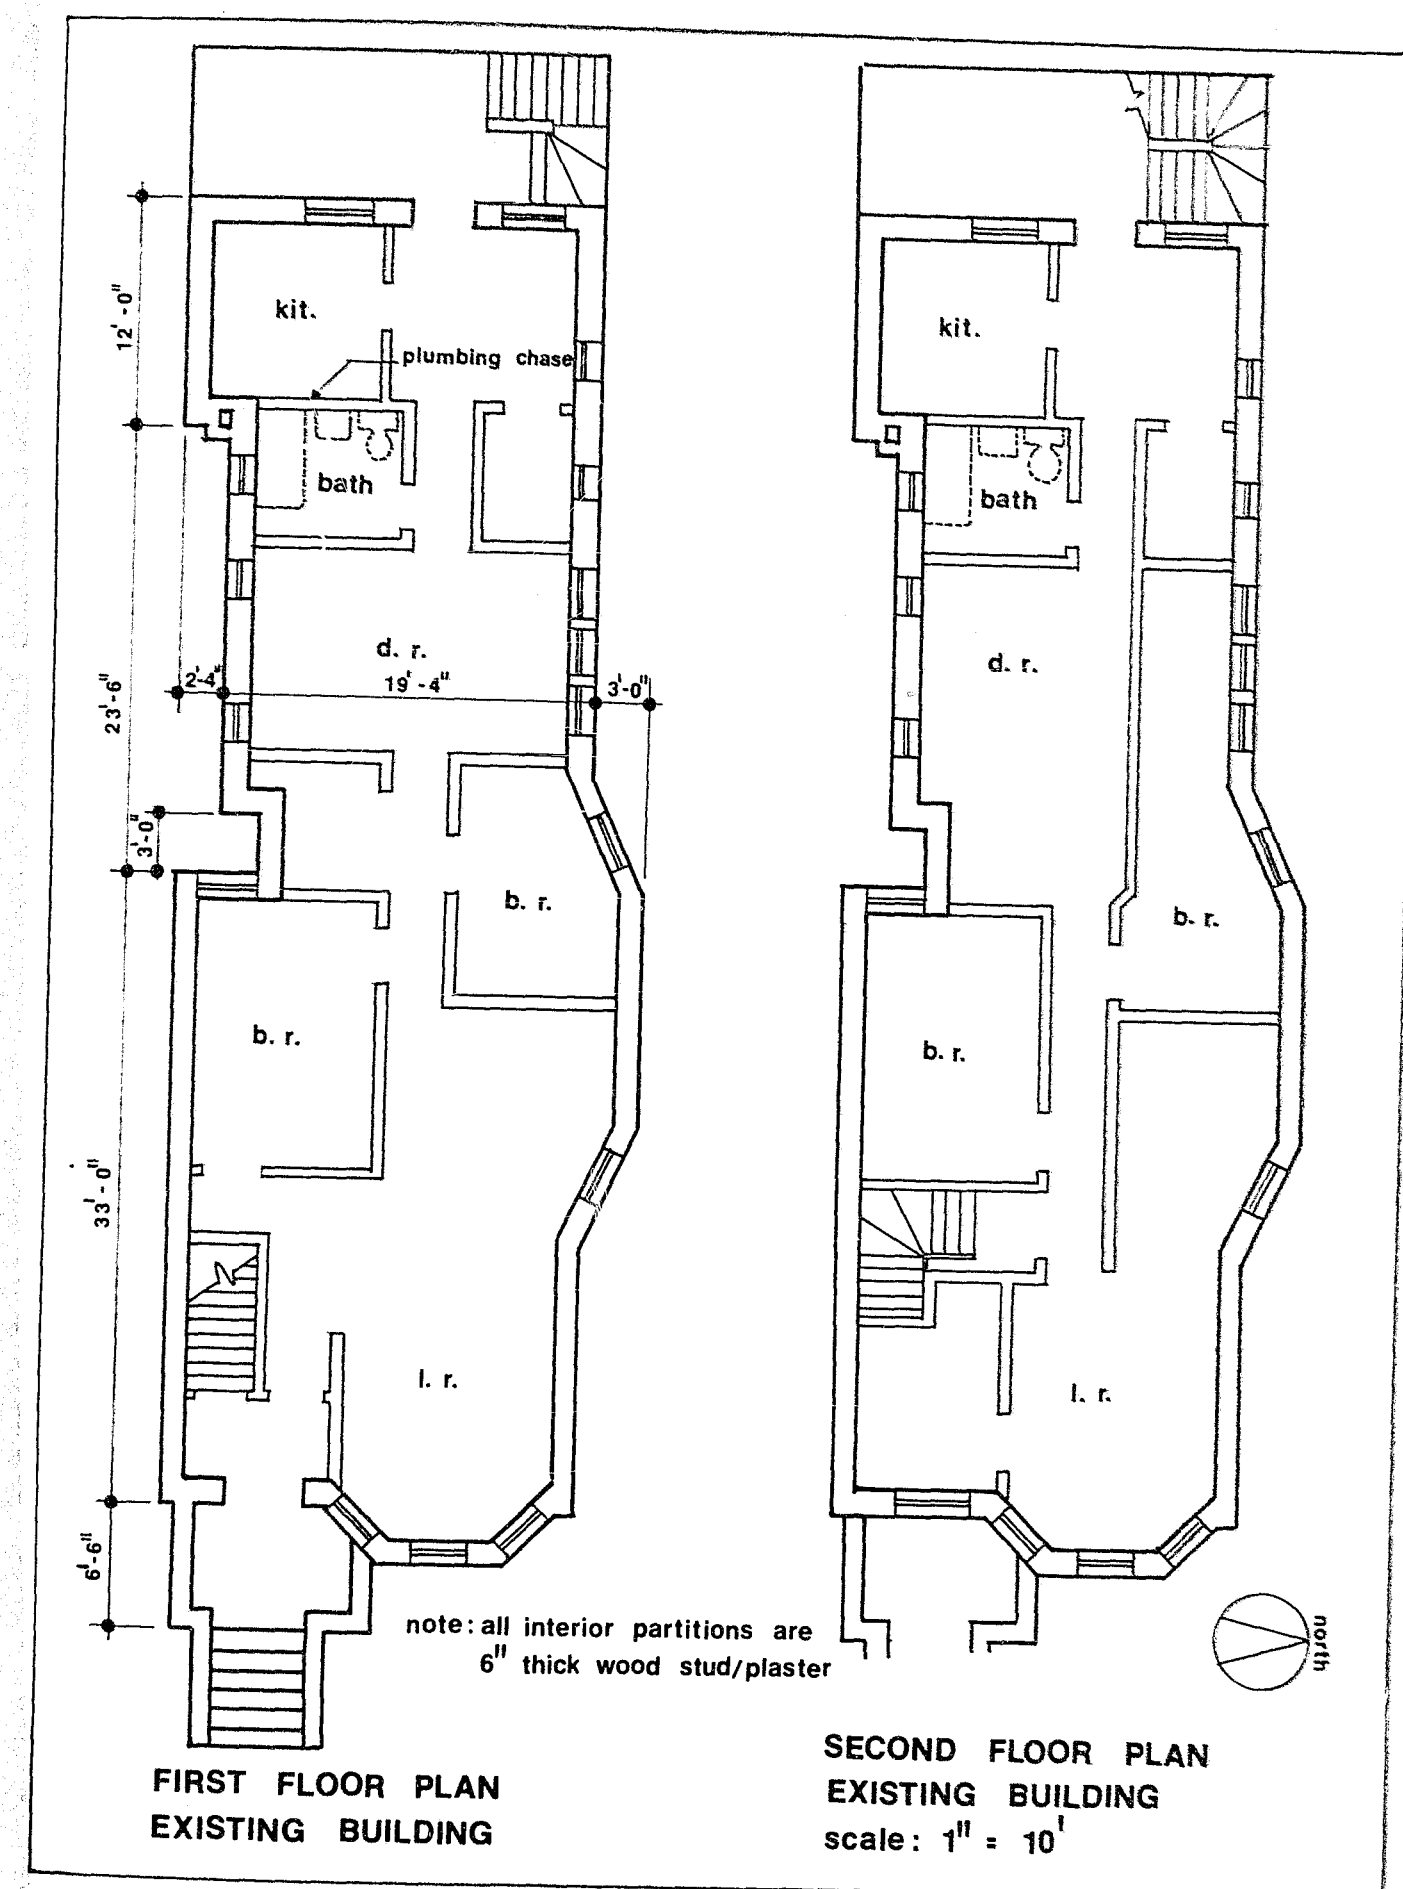 12'-0"
kit.
plumbing chase
bath
d. r.
2'-4"
19'-4"
3'-0"
23'-6"
3'-0"
b. r.
b. r.
33'-0"
l. r.
6'-6"
note: all interior partitions are
6" thick wood stud/plaster
FIRST FLOOR PLAN
EXISTING BUILDING
kit.
bath
d. r.
b. r.
b. r.
l. r.
north
SECOND FLOOR PLAN
EXISTING BUILDING
scale: 1" = 10'